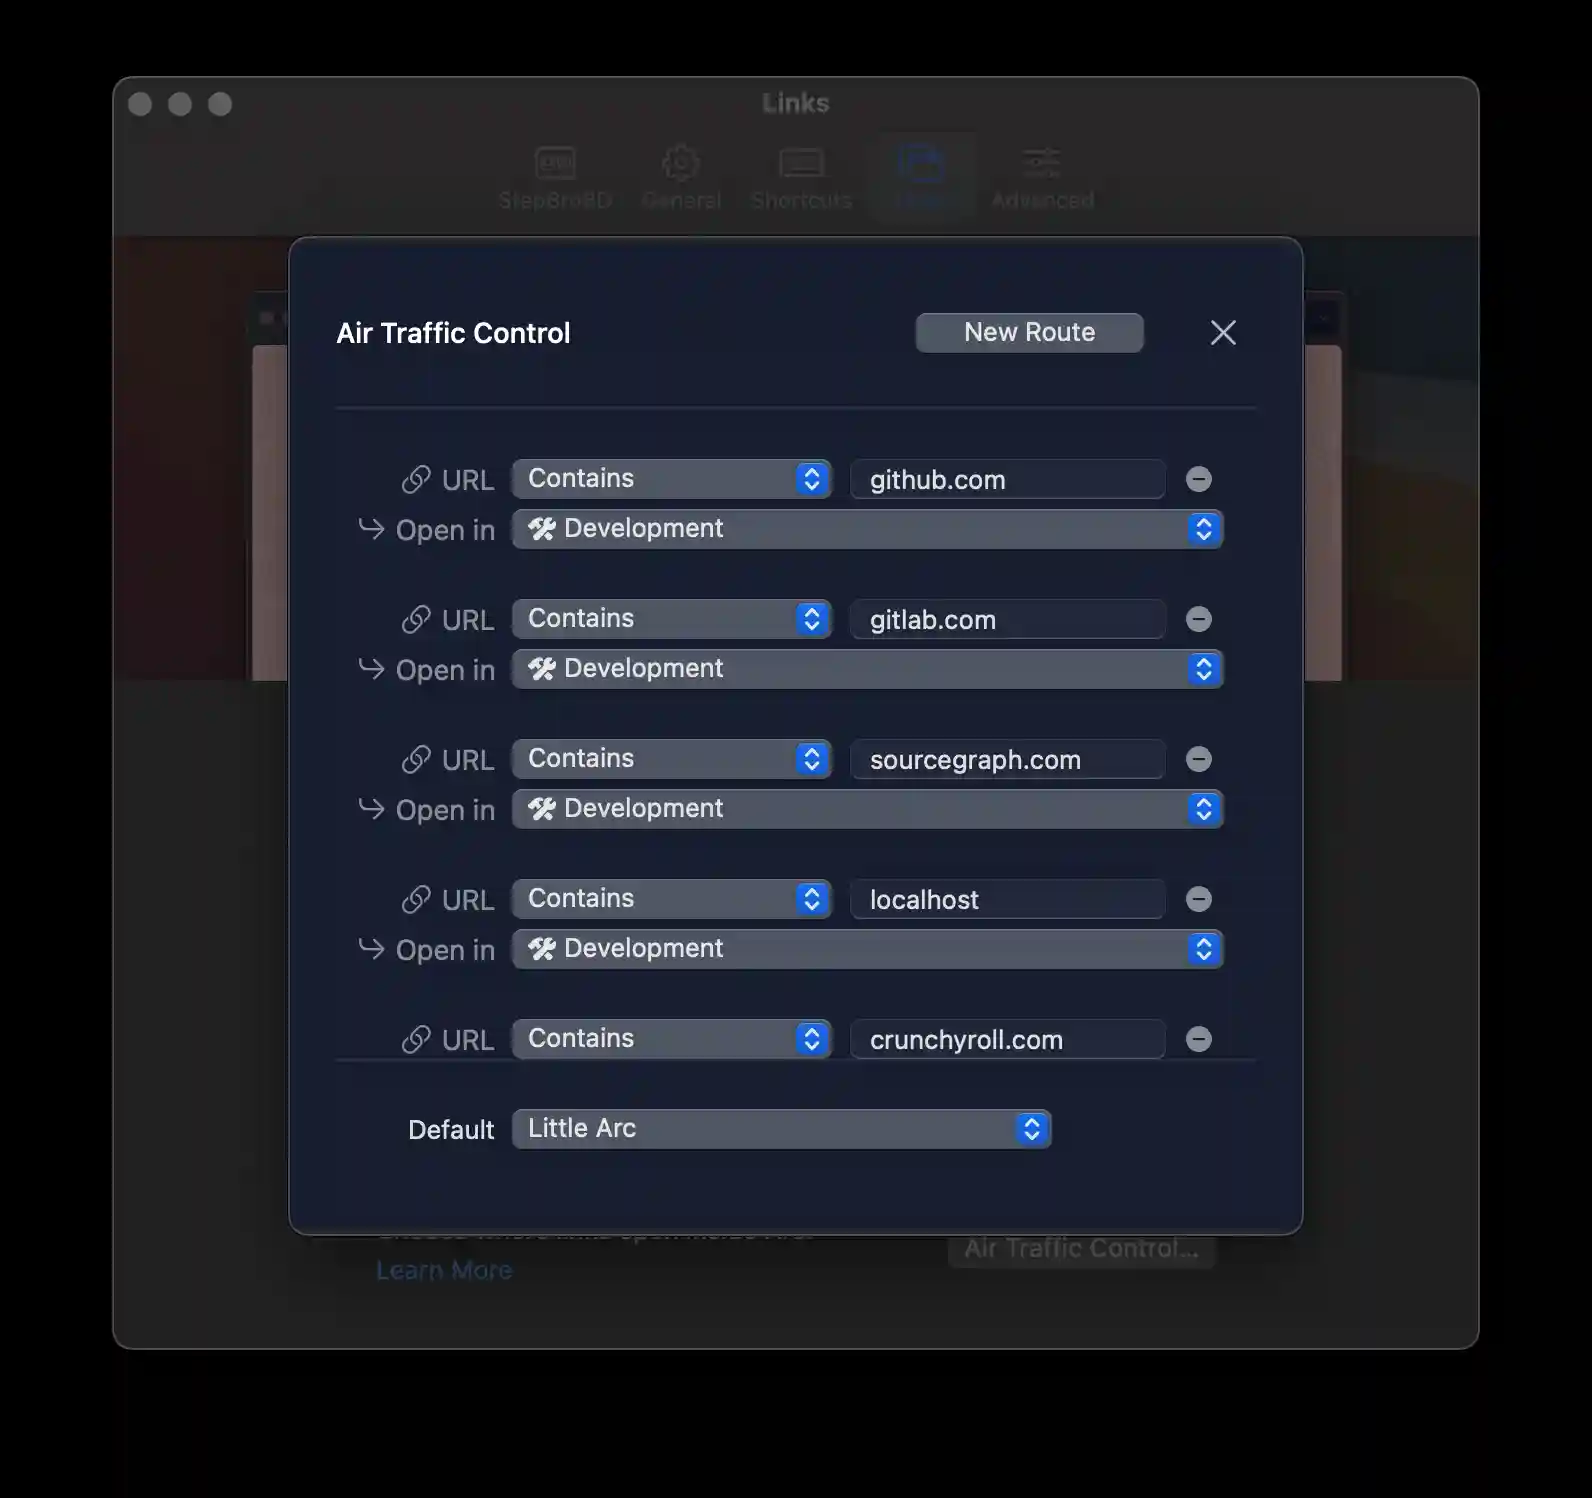 Links
StepBroBD General Shortcuts Links Advanced
Air Traffic Control New Route
URL Contains github.com
Open in 🛠 Development
URL Contains gitlab.com
Open in 🛠 Development
URL Contains sourcegraph.com
Open in 🛠 Development
URL Contains localhost
Open in 🛠 Development
URL Contains crunchyroll.com
Default Little Arc
Air Traffic Control...
Learn More